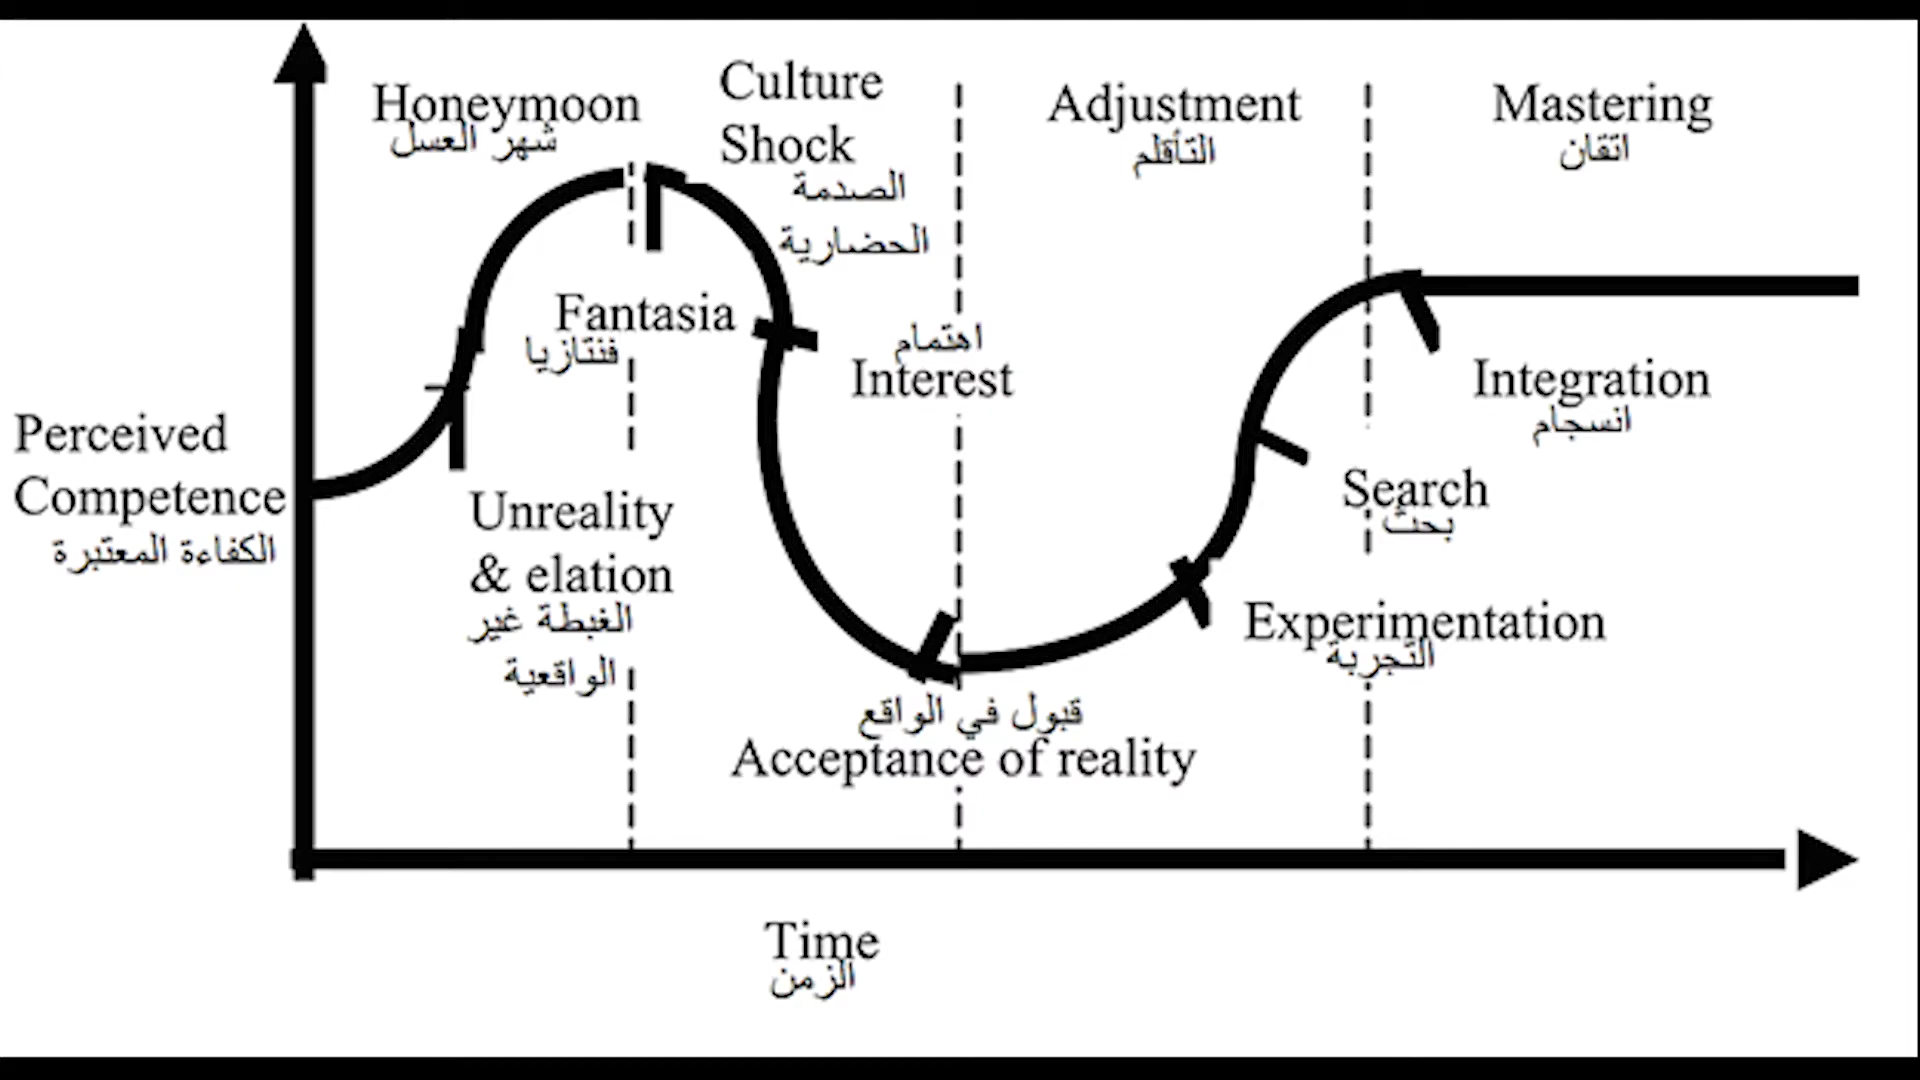 Honeymoon
شهر العسل
Culture
Shock
الصدمة
الحضارية
Adjustment
التأقلم
Mastering
اتقان
Fantasia
فنتازيا
اهتمام
Interest
Integration
انسجام
Perceived
Competence
الكفاءة المعتبرة
Unreality
& elation
الغبطة غير
الواقعية
Search
بحث
Experimentation
التجربة
قبول في الواقع
Acceptance of reality
Time
الزمن